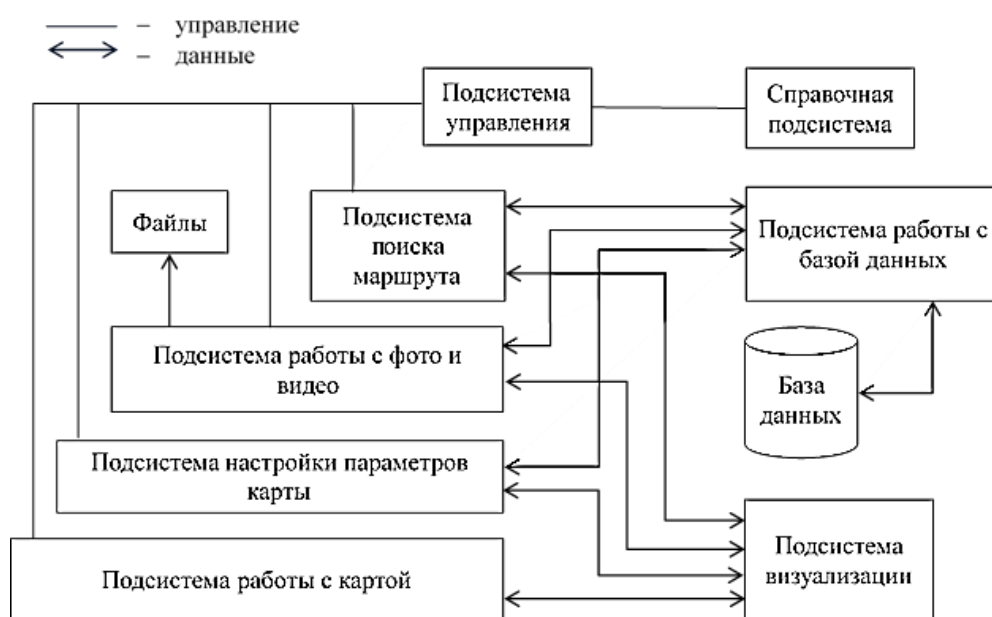 – управление
– данные
Подсистема
управления
Справочная
подсистема
Файлы
Подсистема
поиска
маршрута
Подсистема работы с
базой данных
Подсистема работы с фото и
видео
База
данных
Подсистема настройки параметров
карты
Подсистема
визуализации
Подсистема работы с картой